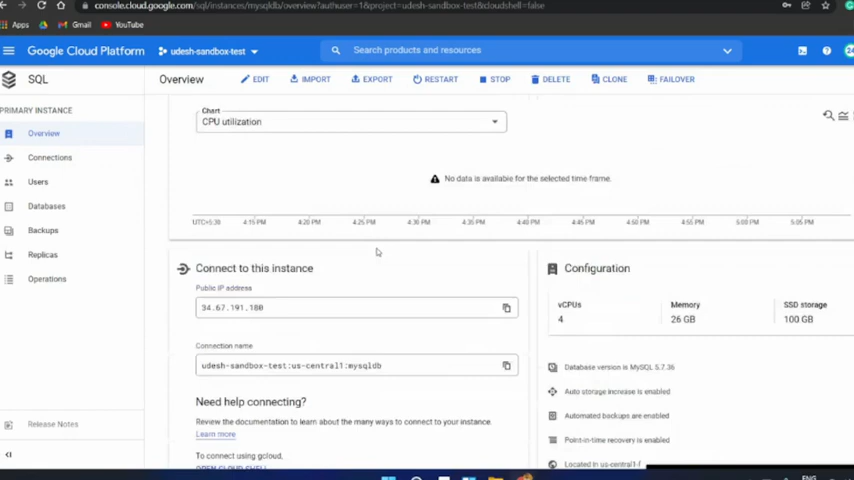 console.cloud.google.com/sql/instances/mysqldb/overview?authuser=1&project=udesh-sandbox-test&cloudshell=false
Apps Gmail YouTube
Google Cloud Platform udesh-sandbox-test Search products and resources
SQL Overview EDIT IMPORT EXPORT RESTART STOP DELETE CLONE FAILOVER
PRIMARY INSTANCE
Overview
Connections
Users
Databases
Backups
Replicas
Operations
Release Notes
Chart
CPU utilization
No data is available for the selected time frame.
UTC+5:30 4:15 PM 4:20 PM 4:25 PM 4:30 PM 4:35 PM 4:40 PM 4:45 PM 4:50 PM 4:55 PM 5:00 PM 5:05 PM
Connect to this instance
Public IP address
34.67.191.180
Connection name
udesh-sandbox-test:us-central1:mysqldb
Need help connecting?
Review the documentation to learn about the many ways to connect to your instance.
Learn more
To connect using gcloud,
OPEN CLOUD SHELL
Configuration
vCPUs Memory SSD storage
4 26 GB 100 GB
Database version is MySQL 5.7.36
Auto storage increase is enabled
Automated backups are enabled
Point-in-time recovery is enabled
Located in us-central1-f
ENG